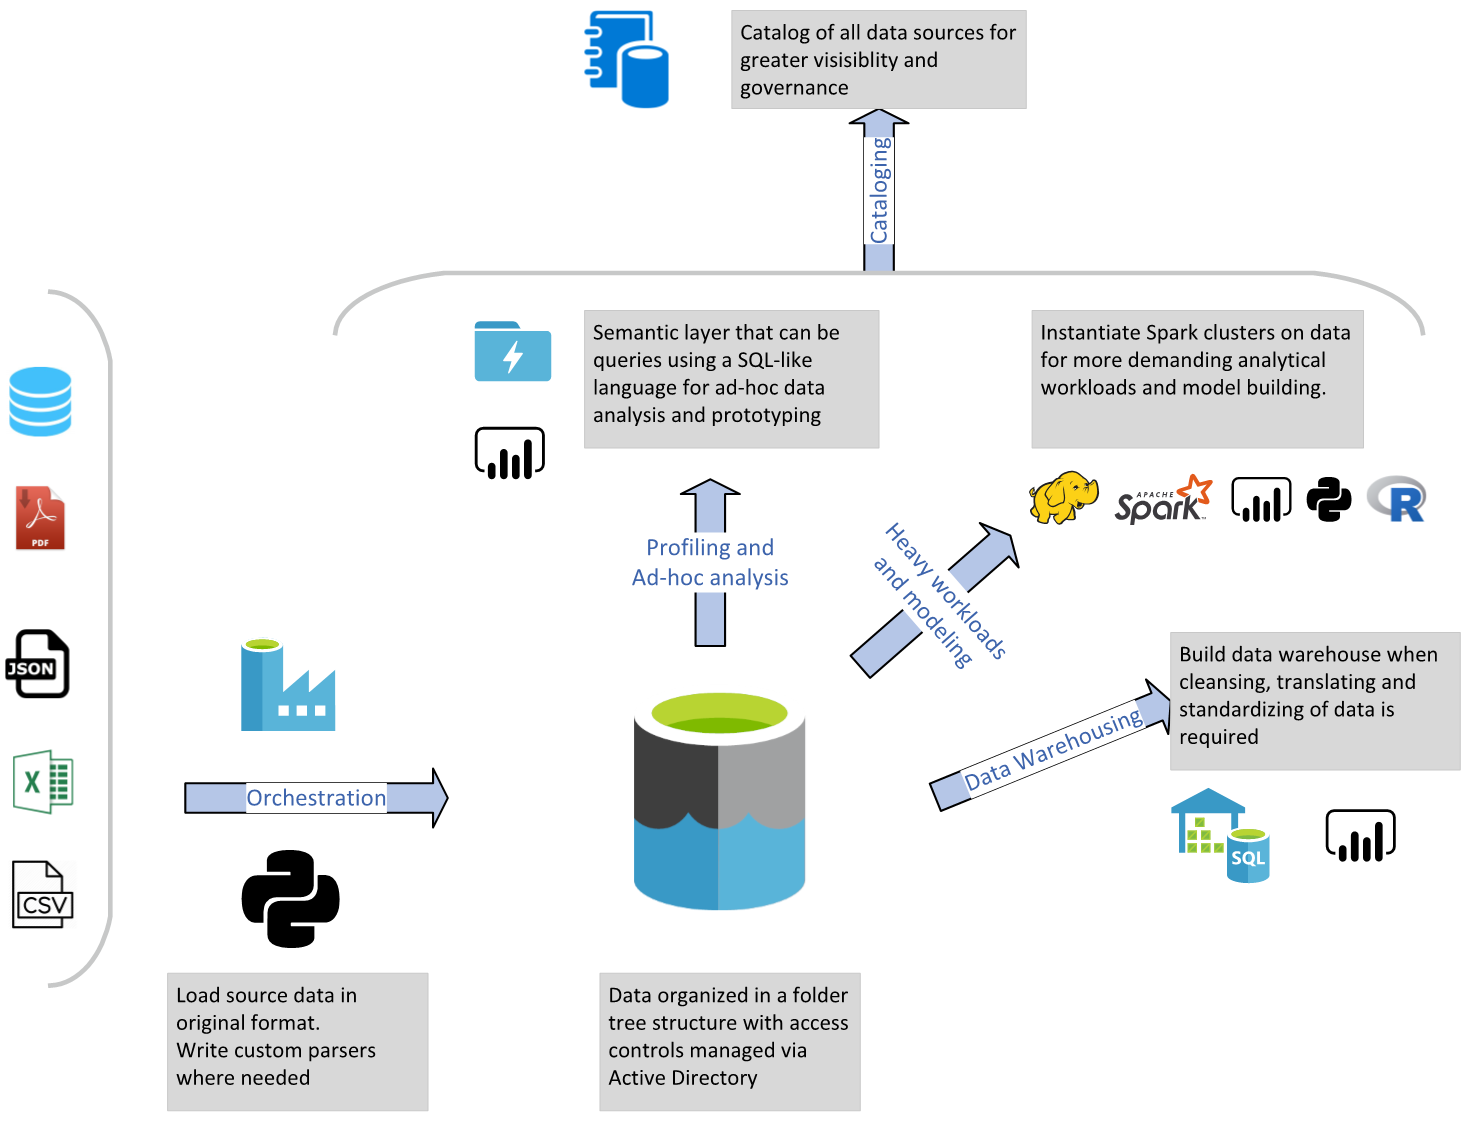 Catalog of all data sources for
greater visisiblity and
governance
Cataloging
Semantic layer that can be
queries using a SQL-like
language for ad-hoc data
analysis and prototyping
Instantiate Spark clusters on data
for more demanding analytical
workloads and model building.
APACHE
Spark
PDF
Profiling and
Ad-hoc analysis
Heavy workloads
and modeling
R
JSON
Build data warehouse when
cleansing, translating and
standardizing of data is
required
Data Warehousing
X
Orchestration
SQL
CSV
Load source data in
original format.
Write custom parsers
where needed
Data organized in a folder
tree structure with access
controls managed via
Active Directory